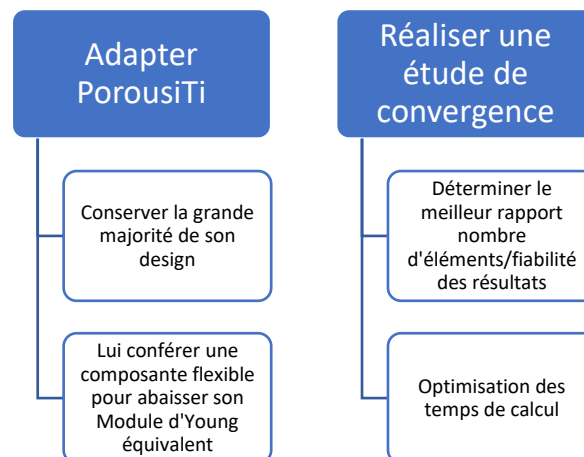 Adapter
PorousiTi
Conserver la grande
majorité de son
design
Lui conférer une
composante flexible
pour abaisser son
Module d'Young
équivalent
Réaliser une
étude de
convergence
Déterminer le
meilleur rapport
nombre
d'éléments/fiabilité
des résultats
Optimisation des
temps de calcul